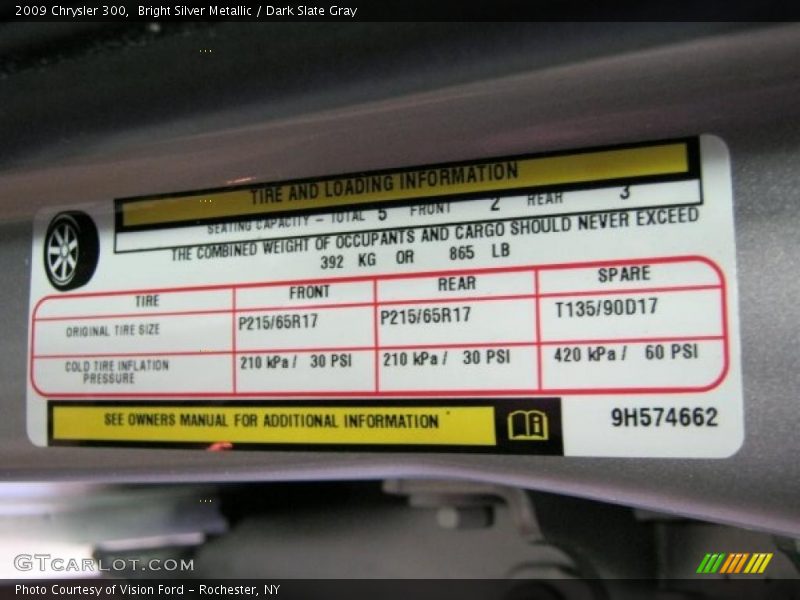 2009 Chrysler 300, Bright Silver Metallic / Dark Slate Gray
TIRE AND LOADING INFORMATION
SEATING CAPACITY - TOTAL 5 FRONT 2 REAR 3
THE COMBINED WEIGHT OF OCCUPANTS AND CARGO SHOULD NEVER EXCEED
392 KG OR 865 LB
TIRE FRONT REAR SPARE
ORIGINAL TIRE SIZE P215/65R17 P215/65R17 T135/90D17
COLD TIRE INFLATION PRESSURE 210 kPa / 30 PSI 210 kPa / 30 PSI 420 kPa / 60 PSI
SEE OWNERS MANUAL FOR ADDITIONAL INFORMATION
9H574662
GTCARLOT.COM
Photo Courtesy of Vision Ford - Rochester, NY